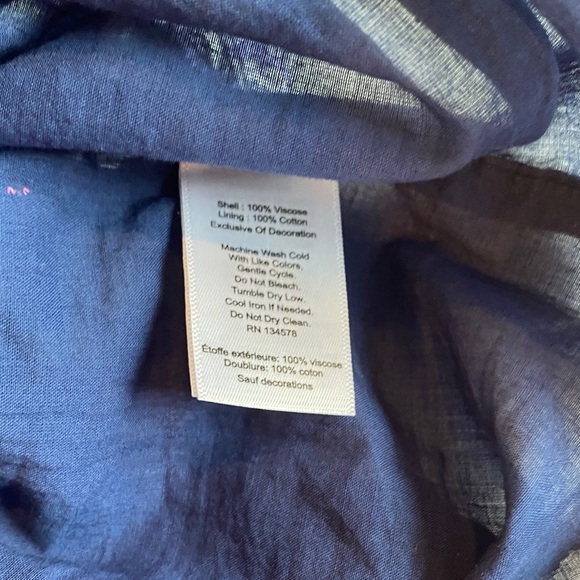 Shell : 100% Viscose
Lining : 100% Cotton
Exclusive Of Decoration
Machine Wash Cold
With Like Colors,
Gentle Cycle.
Do Not Bleach.
Tumble Dry Low.
Cool Iron If Needed.
Do Not Dry Clean.
RN 134578
Étoffe extérieure: 100% viscose
Doublure: 100% coton
Sauf decorations